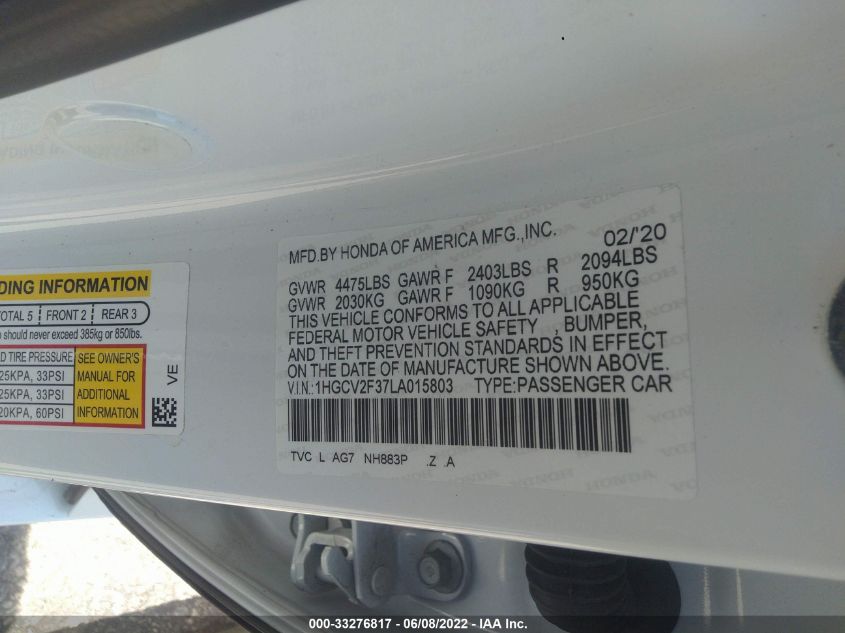 MFD.BY HONDA OF AMERICA MFG.,INC. 02/'20
GVWR 4475LBS GAWR F 2403LBS R 2094LBS
GVWR 2030KG GAWR F 1090KG R 950KG
THIS VEHICLE CONFORMS TO ALL APPLICABLE
FEDERAL MOTOR VEHICLE SAFETY , BUMPER,
AND THEFT PREVENTION STANDARDS IN EFFECT
ON THE DATE OF MANUFACTURE SHOWN ABOVE.
V.I.N.:1HGCV2F37LA015803 TYPE:PASSENGER CAR
TVC L AG7 NH883P .Z .A
DING INFORMATION
OTAL 5 FRONT 2 REAR 3
o should never exceed 385kg or 850lbs.
D TIRE PRESSURE
25KPA, 33PSI
25KPA, 33PSI
20KPA, 60PSI
SEE OWNER'S
MANUAL FOR
ADDITIONAL
INFORMATION
VE
000-33276817 - 06/08/2022 - IAA Inc.